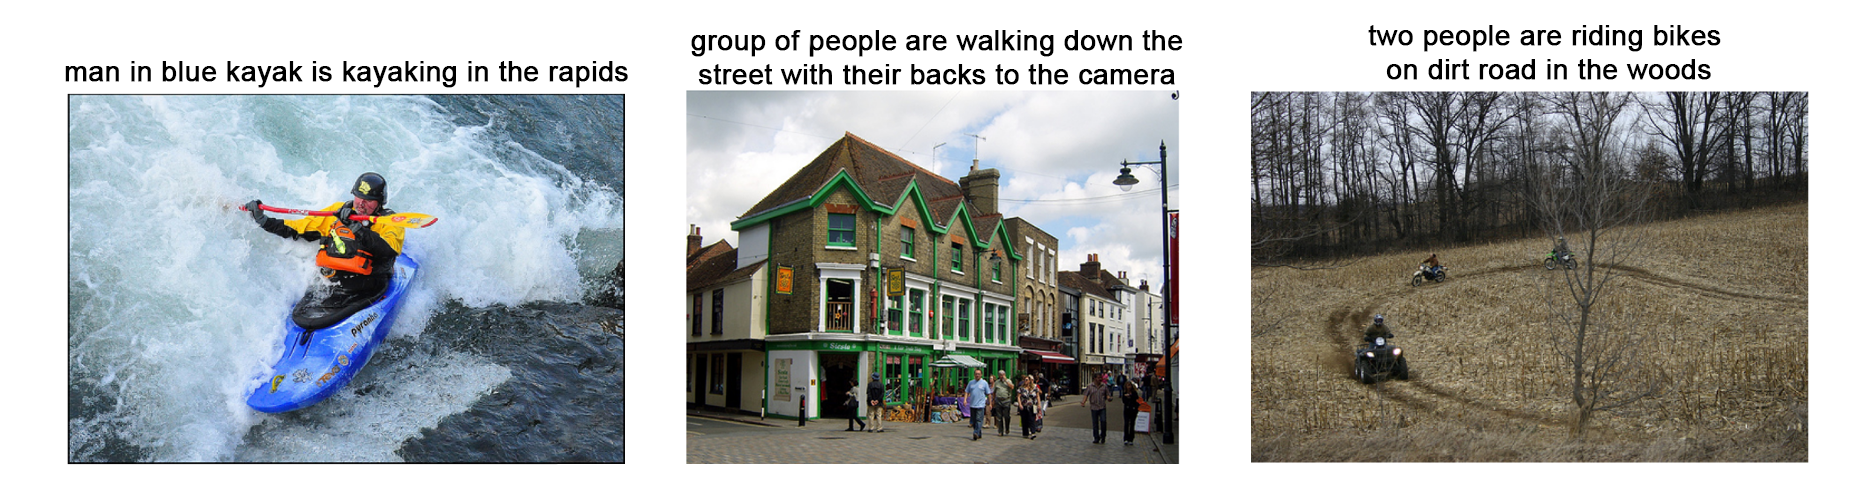 man in blue kayak is kayaking in the rapids
group of people are walking down the
street with their backs to the camera
two people are riding bikes
on dirt road in the woods
pyranha